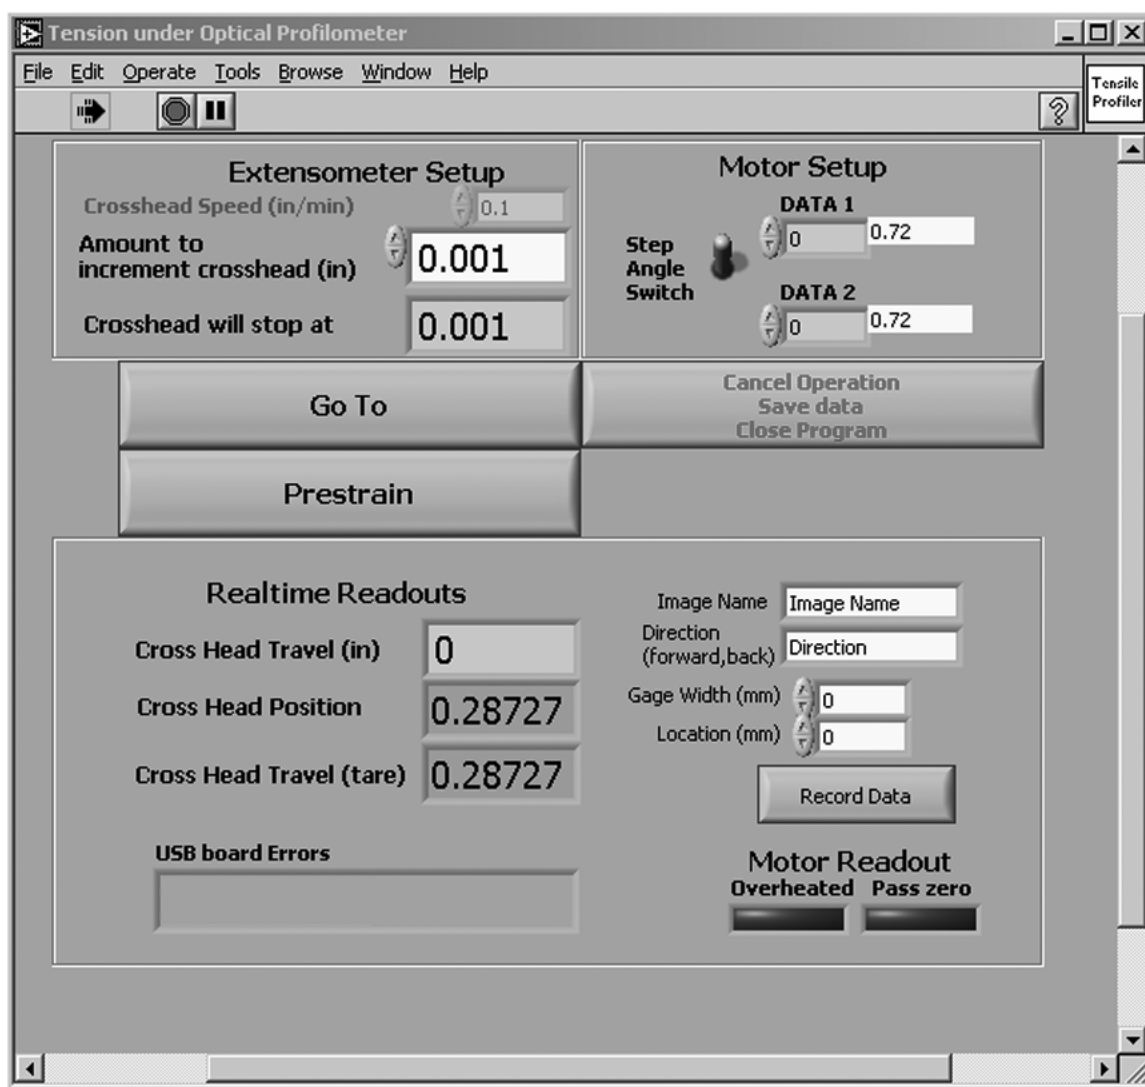 Tension under Optical Profilometer
File Edit Operate Tools Browse Window Help
Tensile
Profiler
Extensometer Setup
Crosshead Speed (in/min) 0.1
Amount to
increment crosshead (in) 0.001
Crosshead will stop at 0.001
Motor Setup
Step
Angle
Switch
DATA 1
0 0.72
DATA 2
0 0.72
Go To
Cancel Operation
Save data
Close Program
Prestrain
Realtime Readouts
Cross Head Travel (in) 0
Cross Head Position 0.28727
Cross Head Travel (tare) 0.28727
USB board Errors
Image Name Image Name
Direction
(forward,back) Direction
Gage Width (mm) 0
Location (mm) 0
Record Data
Motor Readout
Overheated Pass zero